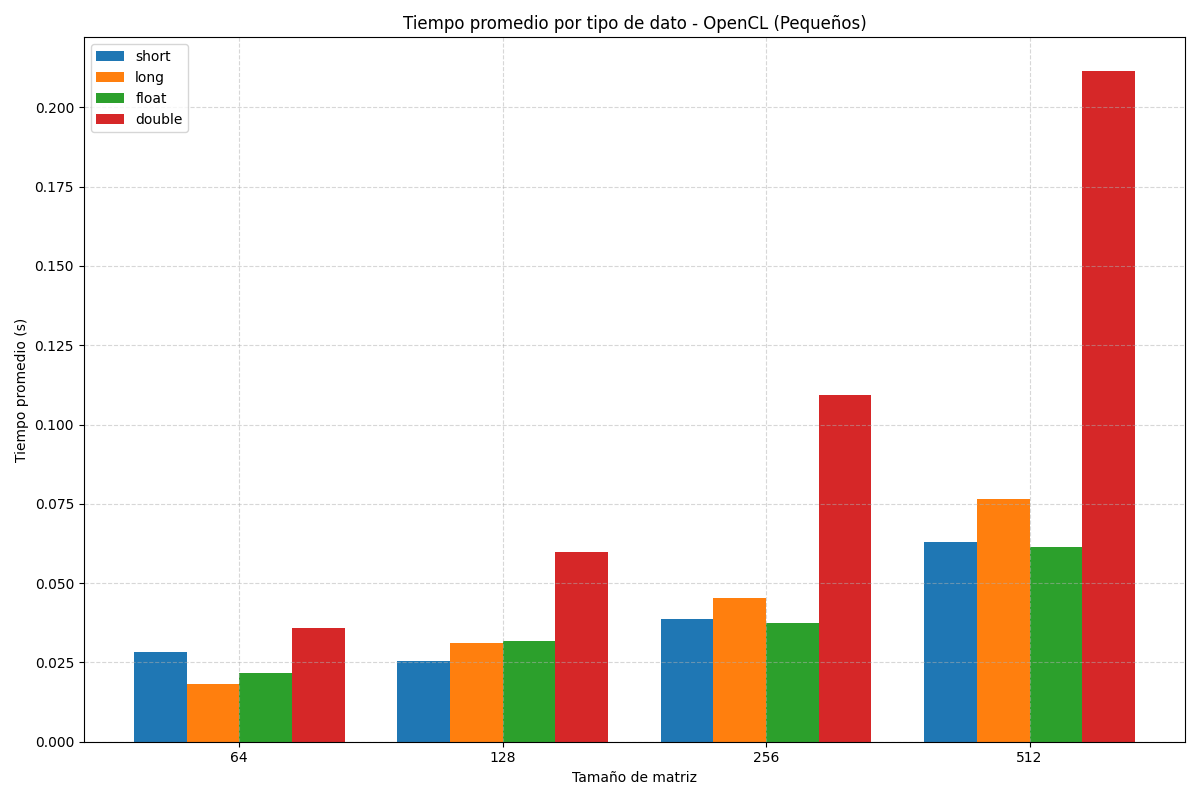 Tiempo promedio por tipo de dato - OpenCL (Pequeños)
short
long
float
double
Tiempo promedio (s)
0.200
0.175
0.150
0.125
0.100
0.075
0.050
0.025
0.000
64
128
256
512
Tamaño de matriz